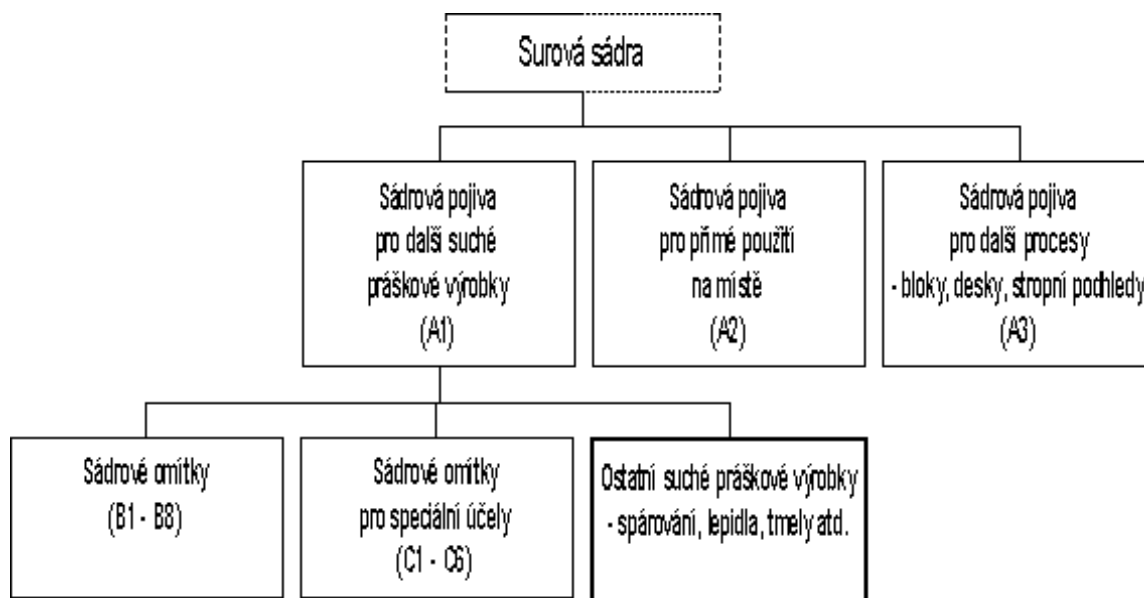 Surová sádra
Sádrová pojiva
pro další suché
práškové výrobky
(A1)
Sádrová pojiva
pro přímé použití
na místě
(A2)
Sádrová pojiva
pro další procesy
- bloky, desky, stropní podhledy
(A3)
Sádrové omítky
(B1 - B8)
Sádrové omítky
pro speciální účely
(C1 - C6)
Ostatní suché práškové výrobky
- spárování, lepidla, tmely atd.